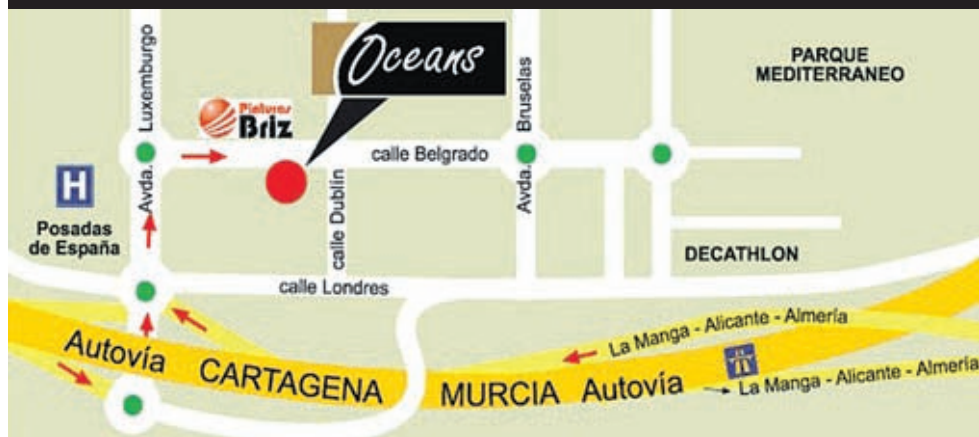 Oceans
PARQUE
MEDITERRANEO
Avda. Luxemburgo
Pinturas
Briz
calle Belgrado
Avda. Bruselas
H
Posadas
de España
calle Dublín
DECATHLON
calle Londres
La Manga - Alicante - Almería
Autovía CARTAGENA MURCIA Autovía
La Manga - Alicante - Almería